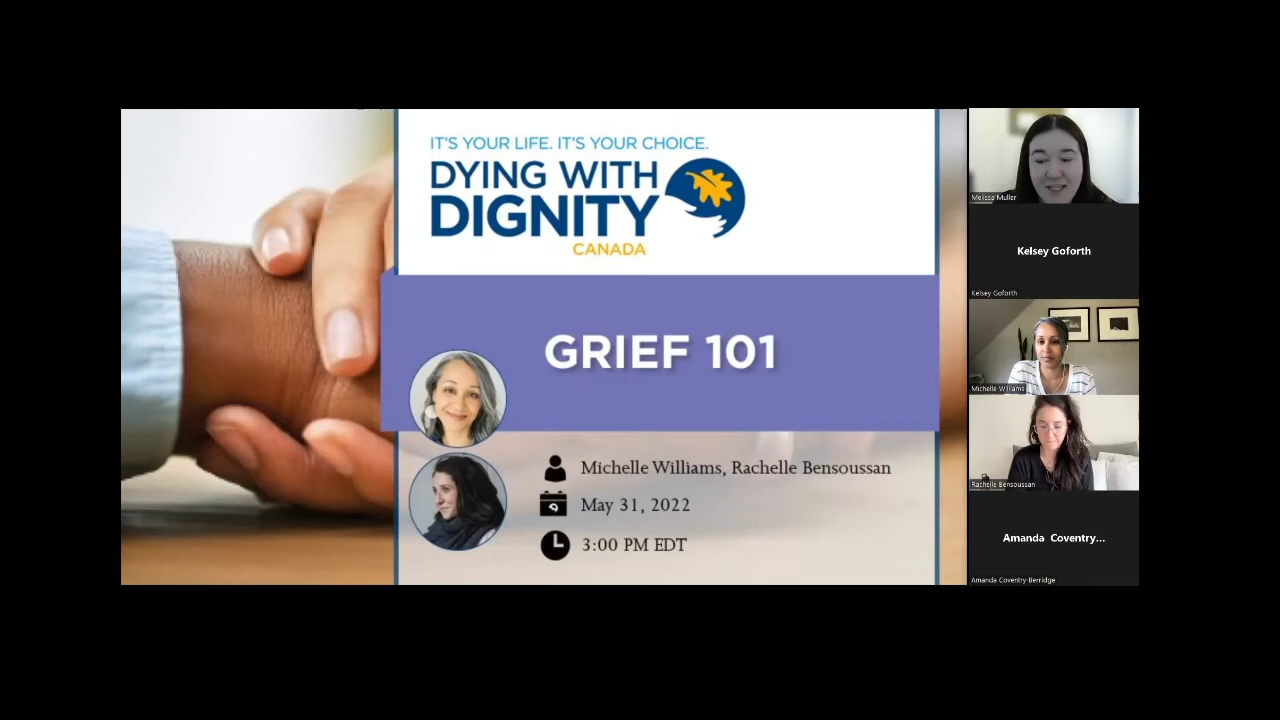 IT'S YOUR LIFE. IT'S YOUR CHOICE.
DYING WITH
DIGNITY
CANADA
GRIEF 101
Michelle Williams, Rachelle Bensoussan
May 31, 2022
3:00 PM EDT
Melissa Muller
Kelsey Goforth
Kelsey Goforth
Michelle Williams
Rachelle Bensoussan
Amanda Coventry...
Amanda Coventry-Berridge